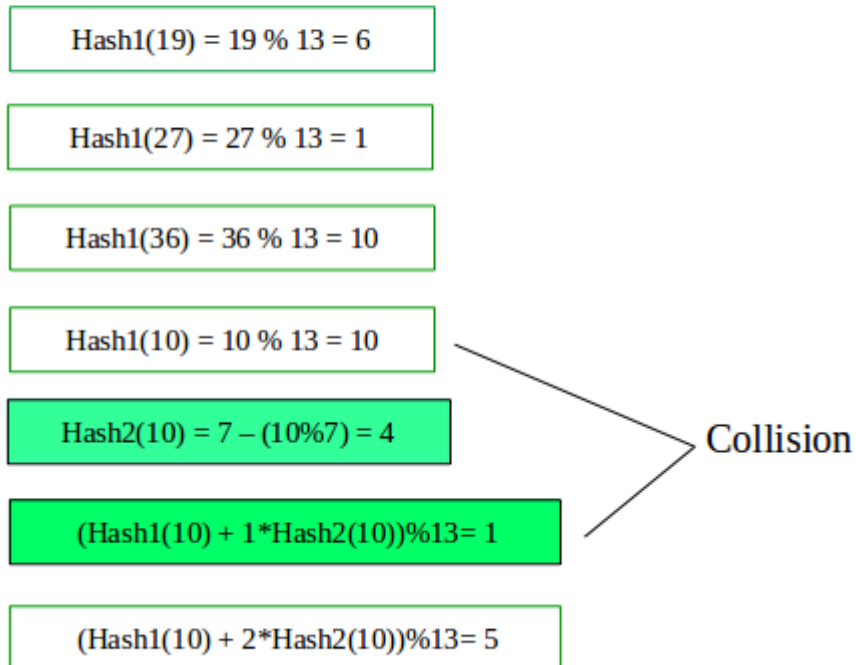 Hash1(19) = 19 % 13 = 6
Hash1(27) = 27 % 13 = 1
Hash1(36) = 36 % 13 = 10
Hash1(10) = 10 % 13 = 10
Hash2(10) = 7 – (10%7) = 4
Collision
(Hash1(10) + 1*Hash2(10))%13= 1
(Hash1(10) + 2*Hash2(10))%13= 5